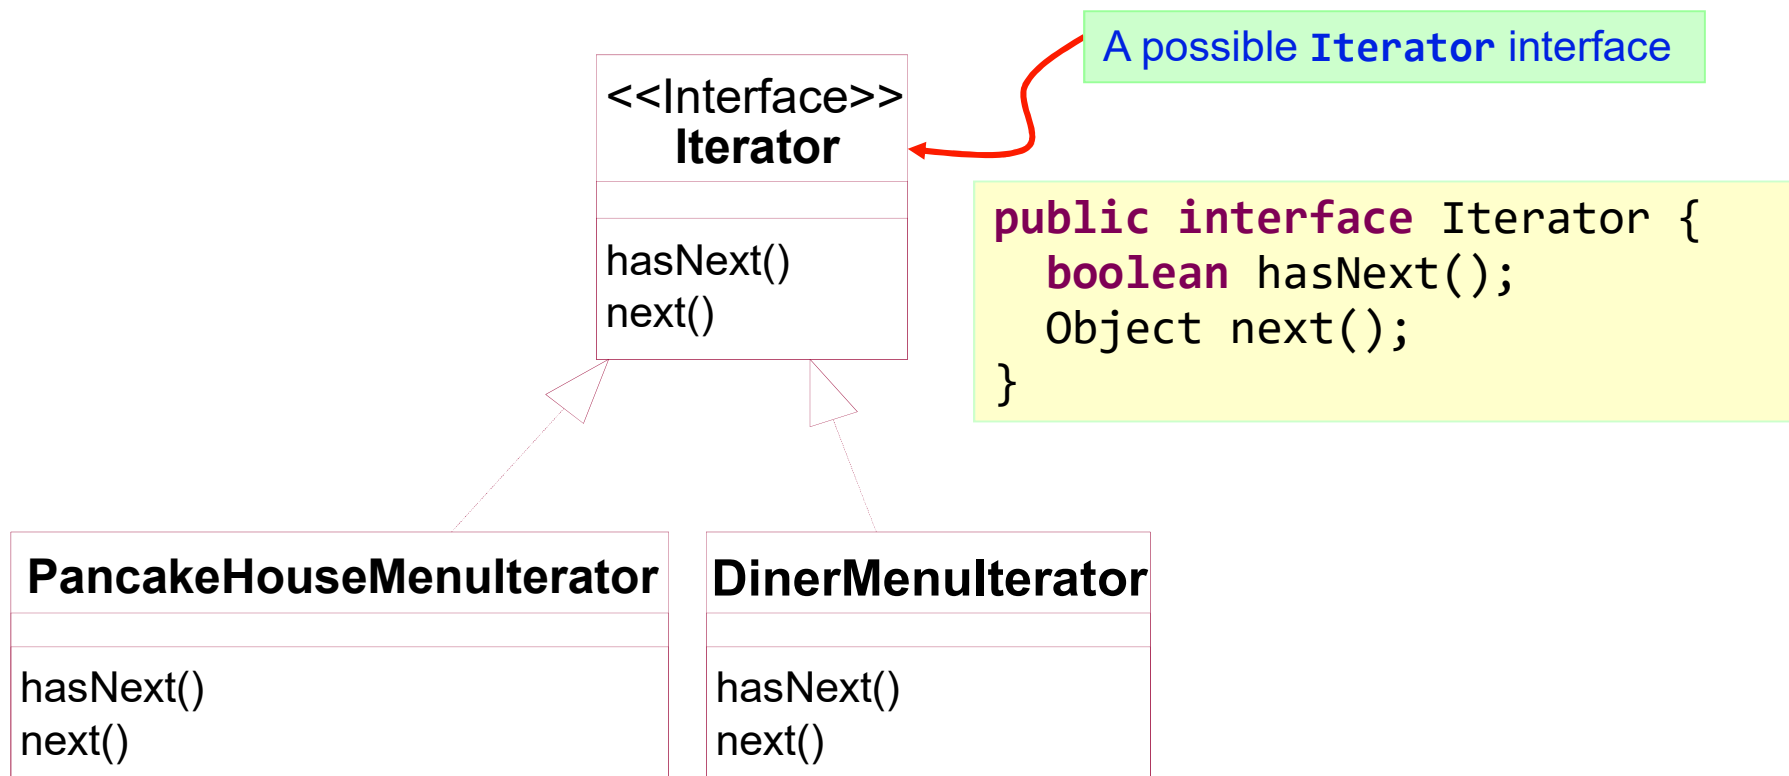 A possible Iterator interface
<<Interface>>
Iterator
hasNext()
next()
public interface Iterator {
  boolean hasNext();
  Object next();
}
PancakeHouseMenuIterator
hasNext()
next()
DinerMenuIterator
hasNext()
next()